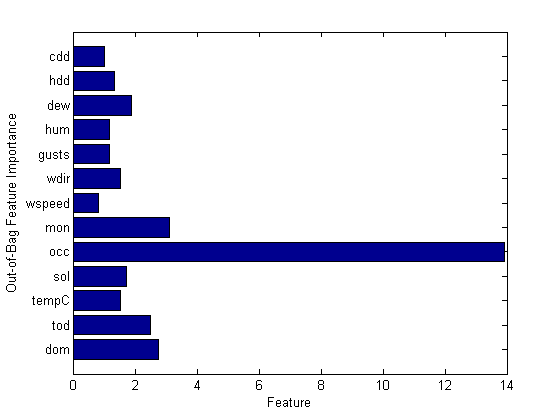 cdd
hdd
dew
hum
gusts
wdir
wspeed
mon
occ
sol
tempC
tod
dom
Out-of-Bag Feature Importance
0 2 4 6 8 10 12 14
Feature